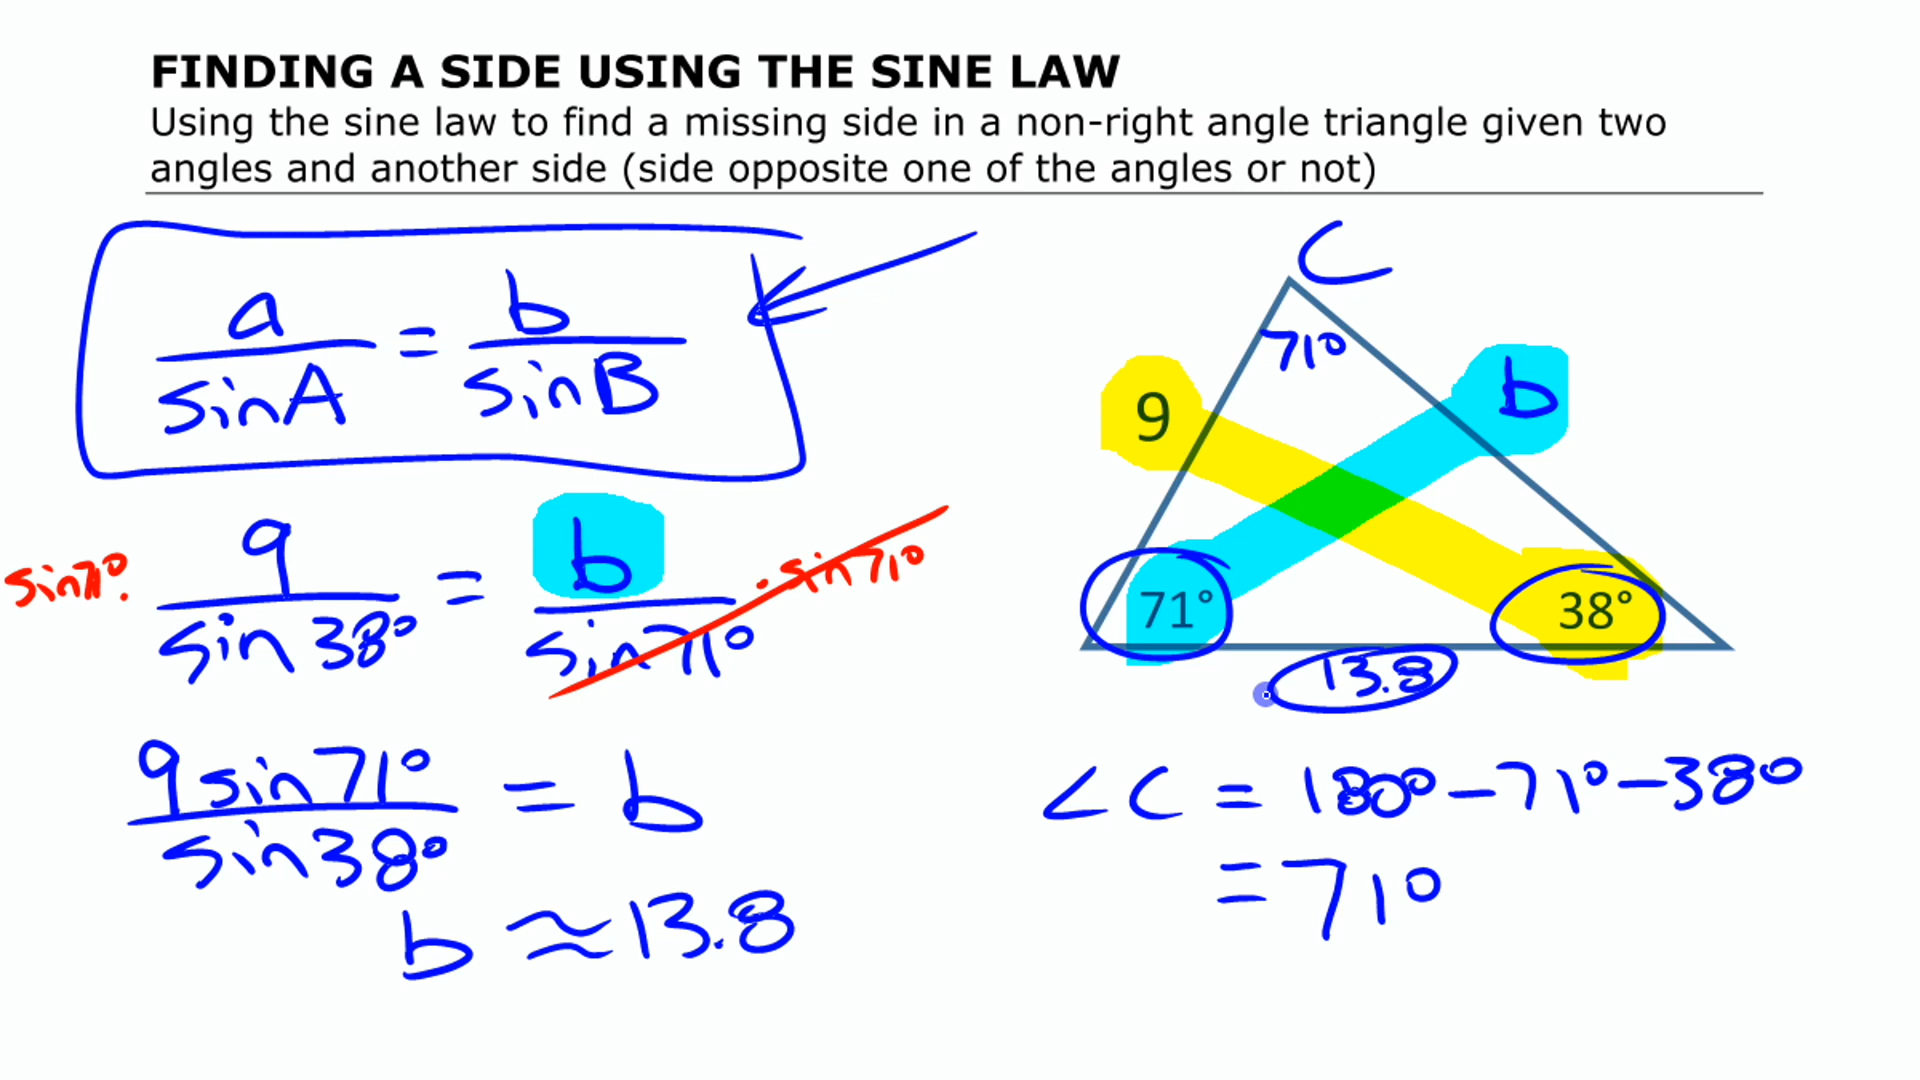 FINDING A SIDE USING THE SINE LAW
Using the sine law to find a missing side in a non-right angle triangle given two
angles and another side (side opposite one of the angles or not)
a/sinA = b/sinB
sin71° · 9/sin38° = b/sin71° · sin71°
9sin71°/sin38° = b
b ≈ 13.8
C
71°
9
b
71°
38°
13.8
∠C = 180° - 71° - 38°
= 71°